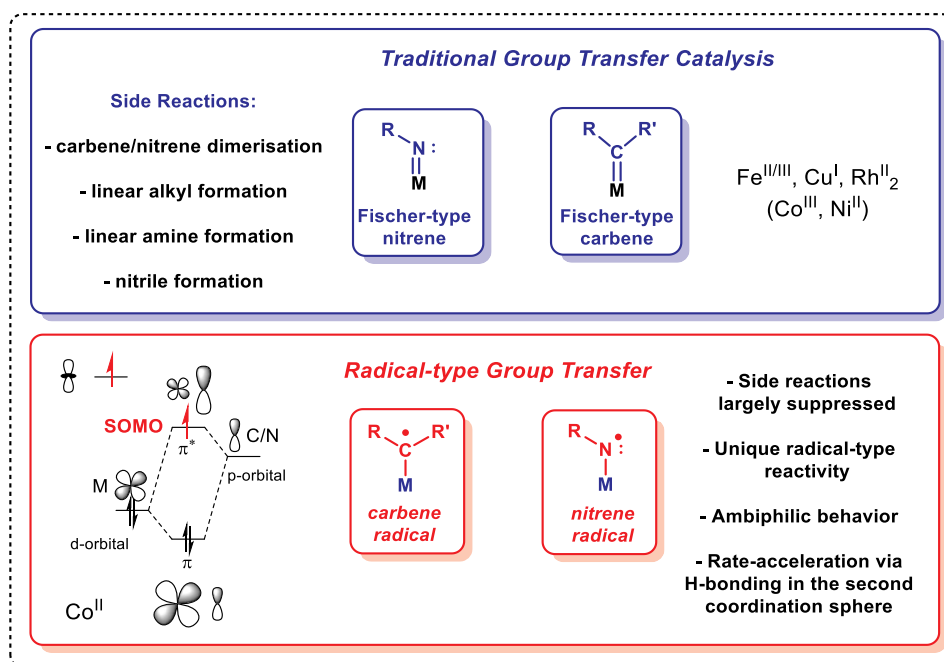 Traditional Group Transfer Catalysis
Side Reactions:
- carbene/nitrene dimerisation
- linear alkyl formation
- linear amine formation
- nitrile formation
R
N:
M
Fischer-type
nitrene
R R'
C
M
Fischer-type
carbene
Fe^II/III, Cu^I, Rh^II_2
(Co^III, Ni^II)
Radical-type Group Transfer
SOMO
π*
C/N
p-orbital
M
d-orbital
π
Co^II
R R'
C
M
carbene
radical
R
N:
M
nitrene
radical
- Side reactions
largely suppressed
- Unique radical-type
reactivity
- Ambiphilic behavior
- Rate-acceleration via
H-bonding in the second
coordination sphere